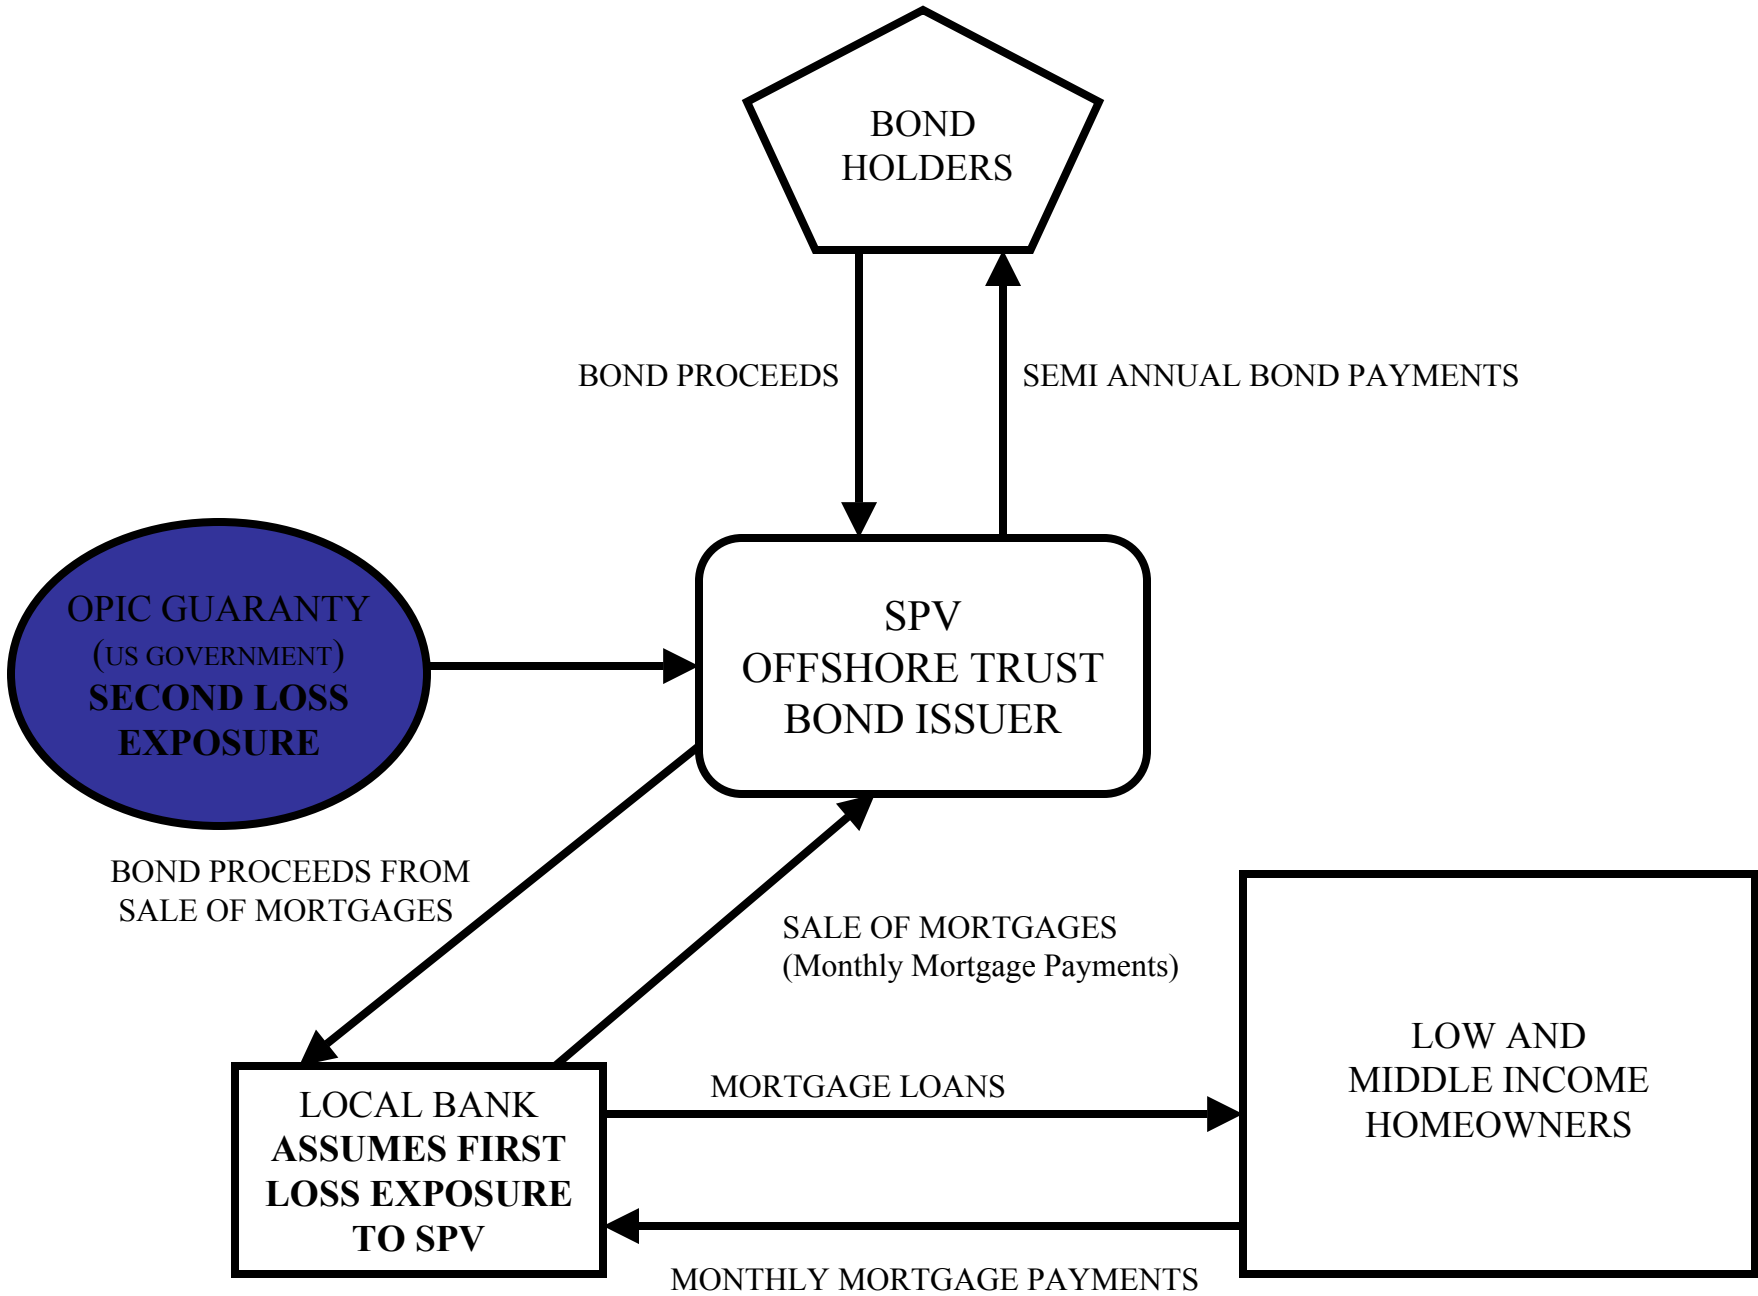 BOND
HOLDERS
BOND PROCEEDS
SEMI ANNUAL BOND PAYMENTS
OPIC GUARANTY
(US GOVERNMENT)
SECOND LOSS
EXPOSURE
SPV
OFFSHORE TRUST
BOND ISSUER
BOND PROCEEDS FROM
SALE OF MORTGAGES
SALE OF MORTGAGES
(Monthly Mortgage Payments)
LOCAL BANK
ASSUMES FIRST
LOSS EXPOSURE
TO SPV
MORTGAGE LOANS
LOW AND
MIDDLE INCOME
HOMEOWNERS
MONTHLY MORTGAGE PAYMENTS